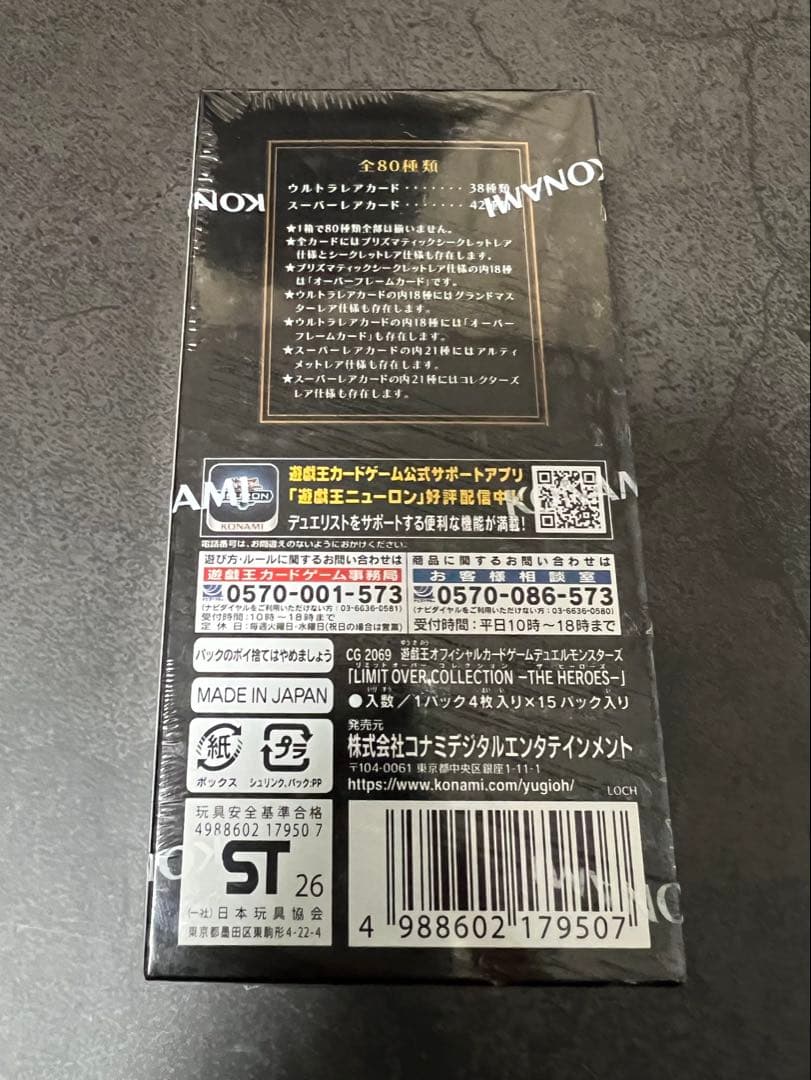 全80種類
ウルトラレアカード・・・・・・・38種類
スーパーレアカード・・・・・・・42種類
★1箱で80種類全部は揃いません。
★全カードにはプリズマティックシークレットレア
仕様とシークレットレア仕様も存在します。
★プリズマティックシークレットレア仕様の内18種
は「オーバーフレームカード」です。
★ウルトラレアカードの内18種にはグランドマス
ターレア仕様も存在します。
★ウルトラレアカードの内18種には「オーバー
フレームカード」も存在します。
★スーパーレアカードの内21種にはアルティ
メットレア仕様も存在します。
★スーパーレアカードの内21種にはコレクターズ
レア仕様も存在します。
KONAMI
KONAMI
遊戯王カードゲーム公式サポートアプリ
「遊戯王ニューロン」好評配信中!
デュエリストをサポートする便利な機能が満載!
KONAMI
電話番号は、お間違えのないようにおかけください。
遊び方・ルールに関するお問い合わせは
遊戯王カードゲーム事務局
0570-001-573
(ナビダイヤルをご利用いただけない方:03-6636-0581)
受付時間:10時〜18時まで
定休日:毎週火曜日・水曜日(祝日の場合は営業)
商品に関するお問い合わせは
お客様相談室
0570-086-573
(ナビダイヤルをご利用いただけない方:03-6636-0580)
受付時間:平日10時〜18時まで
パックのポイ捨てはやめましょう
MADE IN JAPAN
紙
ボックス
プラ
シュリンク、パック:PP
CG 2069 遊戯王オフィシャルカードゲームデュエルモンスターズ
「LIMIT OVER COLLECTION -THE HEROES-」
●入数/1パック4枚入り×15パック入り
発売元
株式会社コナミデジタルエンタテインメント
〒104-0061 東京都中央区銀座1-11-1
https://www.konami.com/yugioh/
LOCH
玩具安全基準合格
4988602 17950 7
ST 26
(一社)日本玩具協会
東京都墨田区東駒形4-22-4
4 988602 179507